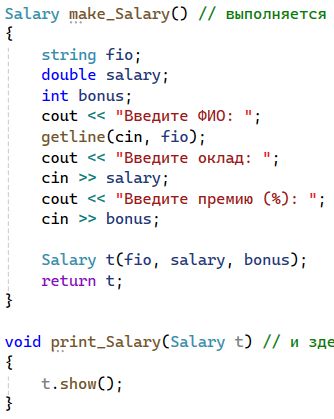 Salary make_Salary() // выполняется
{
string fio;
double salary;
int bonus;
cout << "Введите ФИО: ";
getline(cin, fio);
cout << "Введите оклад: ";
cin >> salary;
cout << "Введите премию (%): ";
cin >> bonus;
Salary t(fio, salary, bonus);
return t;
}
void print_Salary(Salary t) // и зде
{
t.show();
}